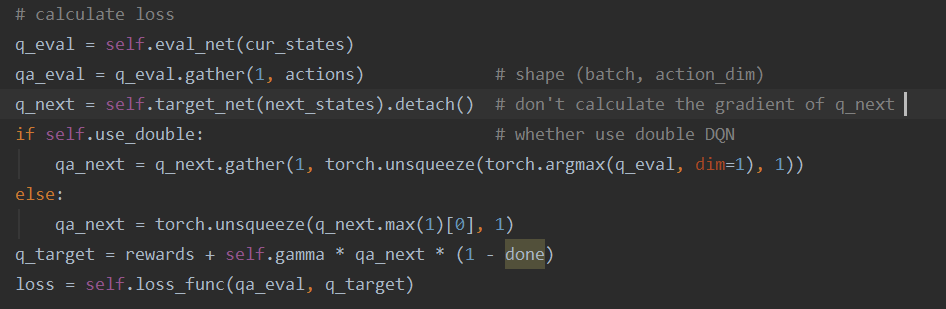 # calculate loss
q_eval = self.eval_net(cur_states)
qa_eval = q_eval.gather(1, actions)             # shape (batch, action_dim)
q_next = self.target_net(next_states).detach()  # don't calculate the gradient of q_next
if self.use_double:                             # whether use double DQN
    qa_next = q_next.gather(1, torch.unsqueeze(torch.argmax(q_eval, dim=1), 1))
else:
    qa_next = torch.unsqueeze(q_next.max(1)[0], 1)
q_target = rewards + self.gamma * qa_next * (1 - done)
loss = self.loss_func(qa_eval, q_target)